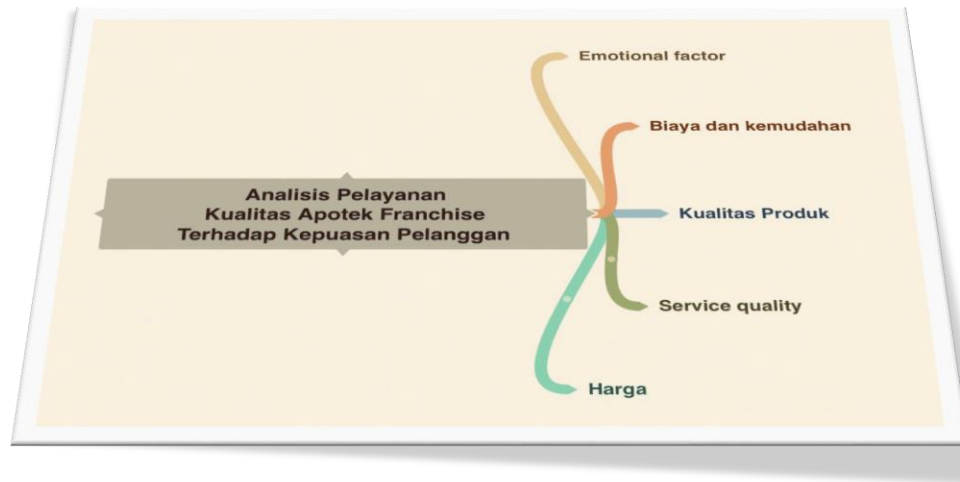 Emotional factor
Biaya dan kemudahan
Analisis Pelayanan
Kualitas Apotek Franchise
Terhadap Kepuasan Pelanggan
Kualitas Produk
Service quality
Harga